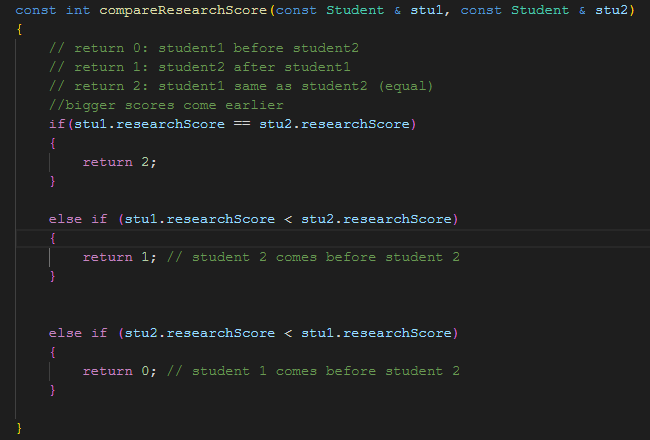 const int compareResearchScore(const Student & stu1, const Student & stu2)
{
// return 0: student1 before student2
// return 1: student2 after student1
// return 2: student1 same as student2 (equal)
//bigger scores come earlier
if(stu1.researchScore == stu2.researchScore)
{
return 2;
}
else if (stu1.researchScore < stu2.researchScore)
{
return 1; // student 2 comes before student 2
}
else if (stu2.researchScore < stu1.researchScore)
{
return 0; // student 1 comes before student 2
}
}